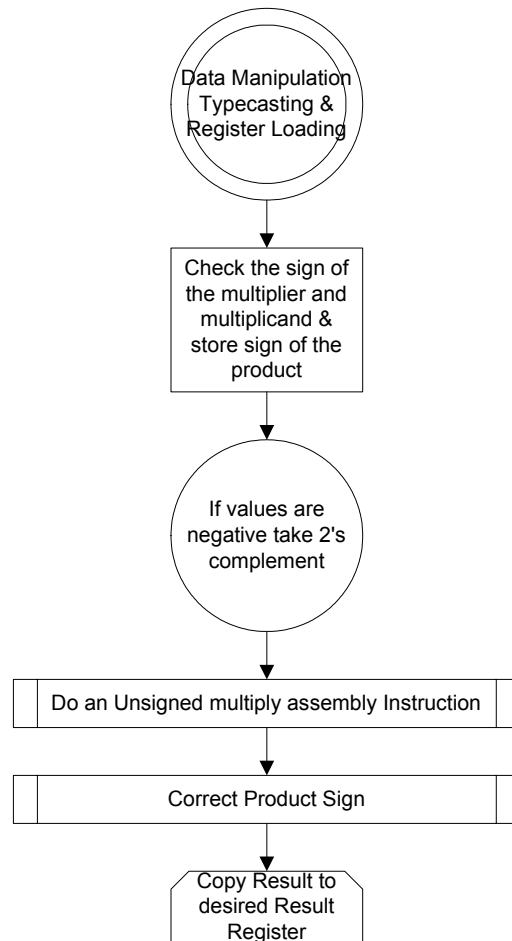 Data Manipulation
Typecasting &
Register Loading
Check the sign of
the multiplier and
multiplicand &
store sign of the
product
If values are
negative take 2's
complement
Do an Unsigned multiply assembly Instruction
Correct Product Sign
Copy Result to
desired Result
Register